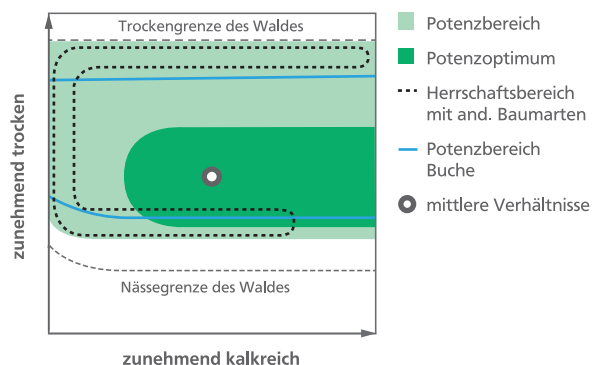 Trockengrenze des Waldes
Nässegrenze des Waldes
zunehmend trocken
zunehmend kalkreich
Potenzbereich
Potenzoptimum
Herrschaftsbereich
mit and. Baumarten
Potenzbereich
Buche
mittlere Verhältnisse